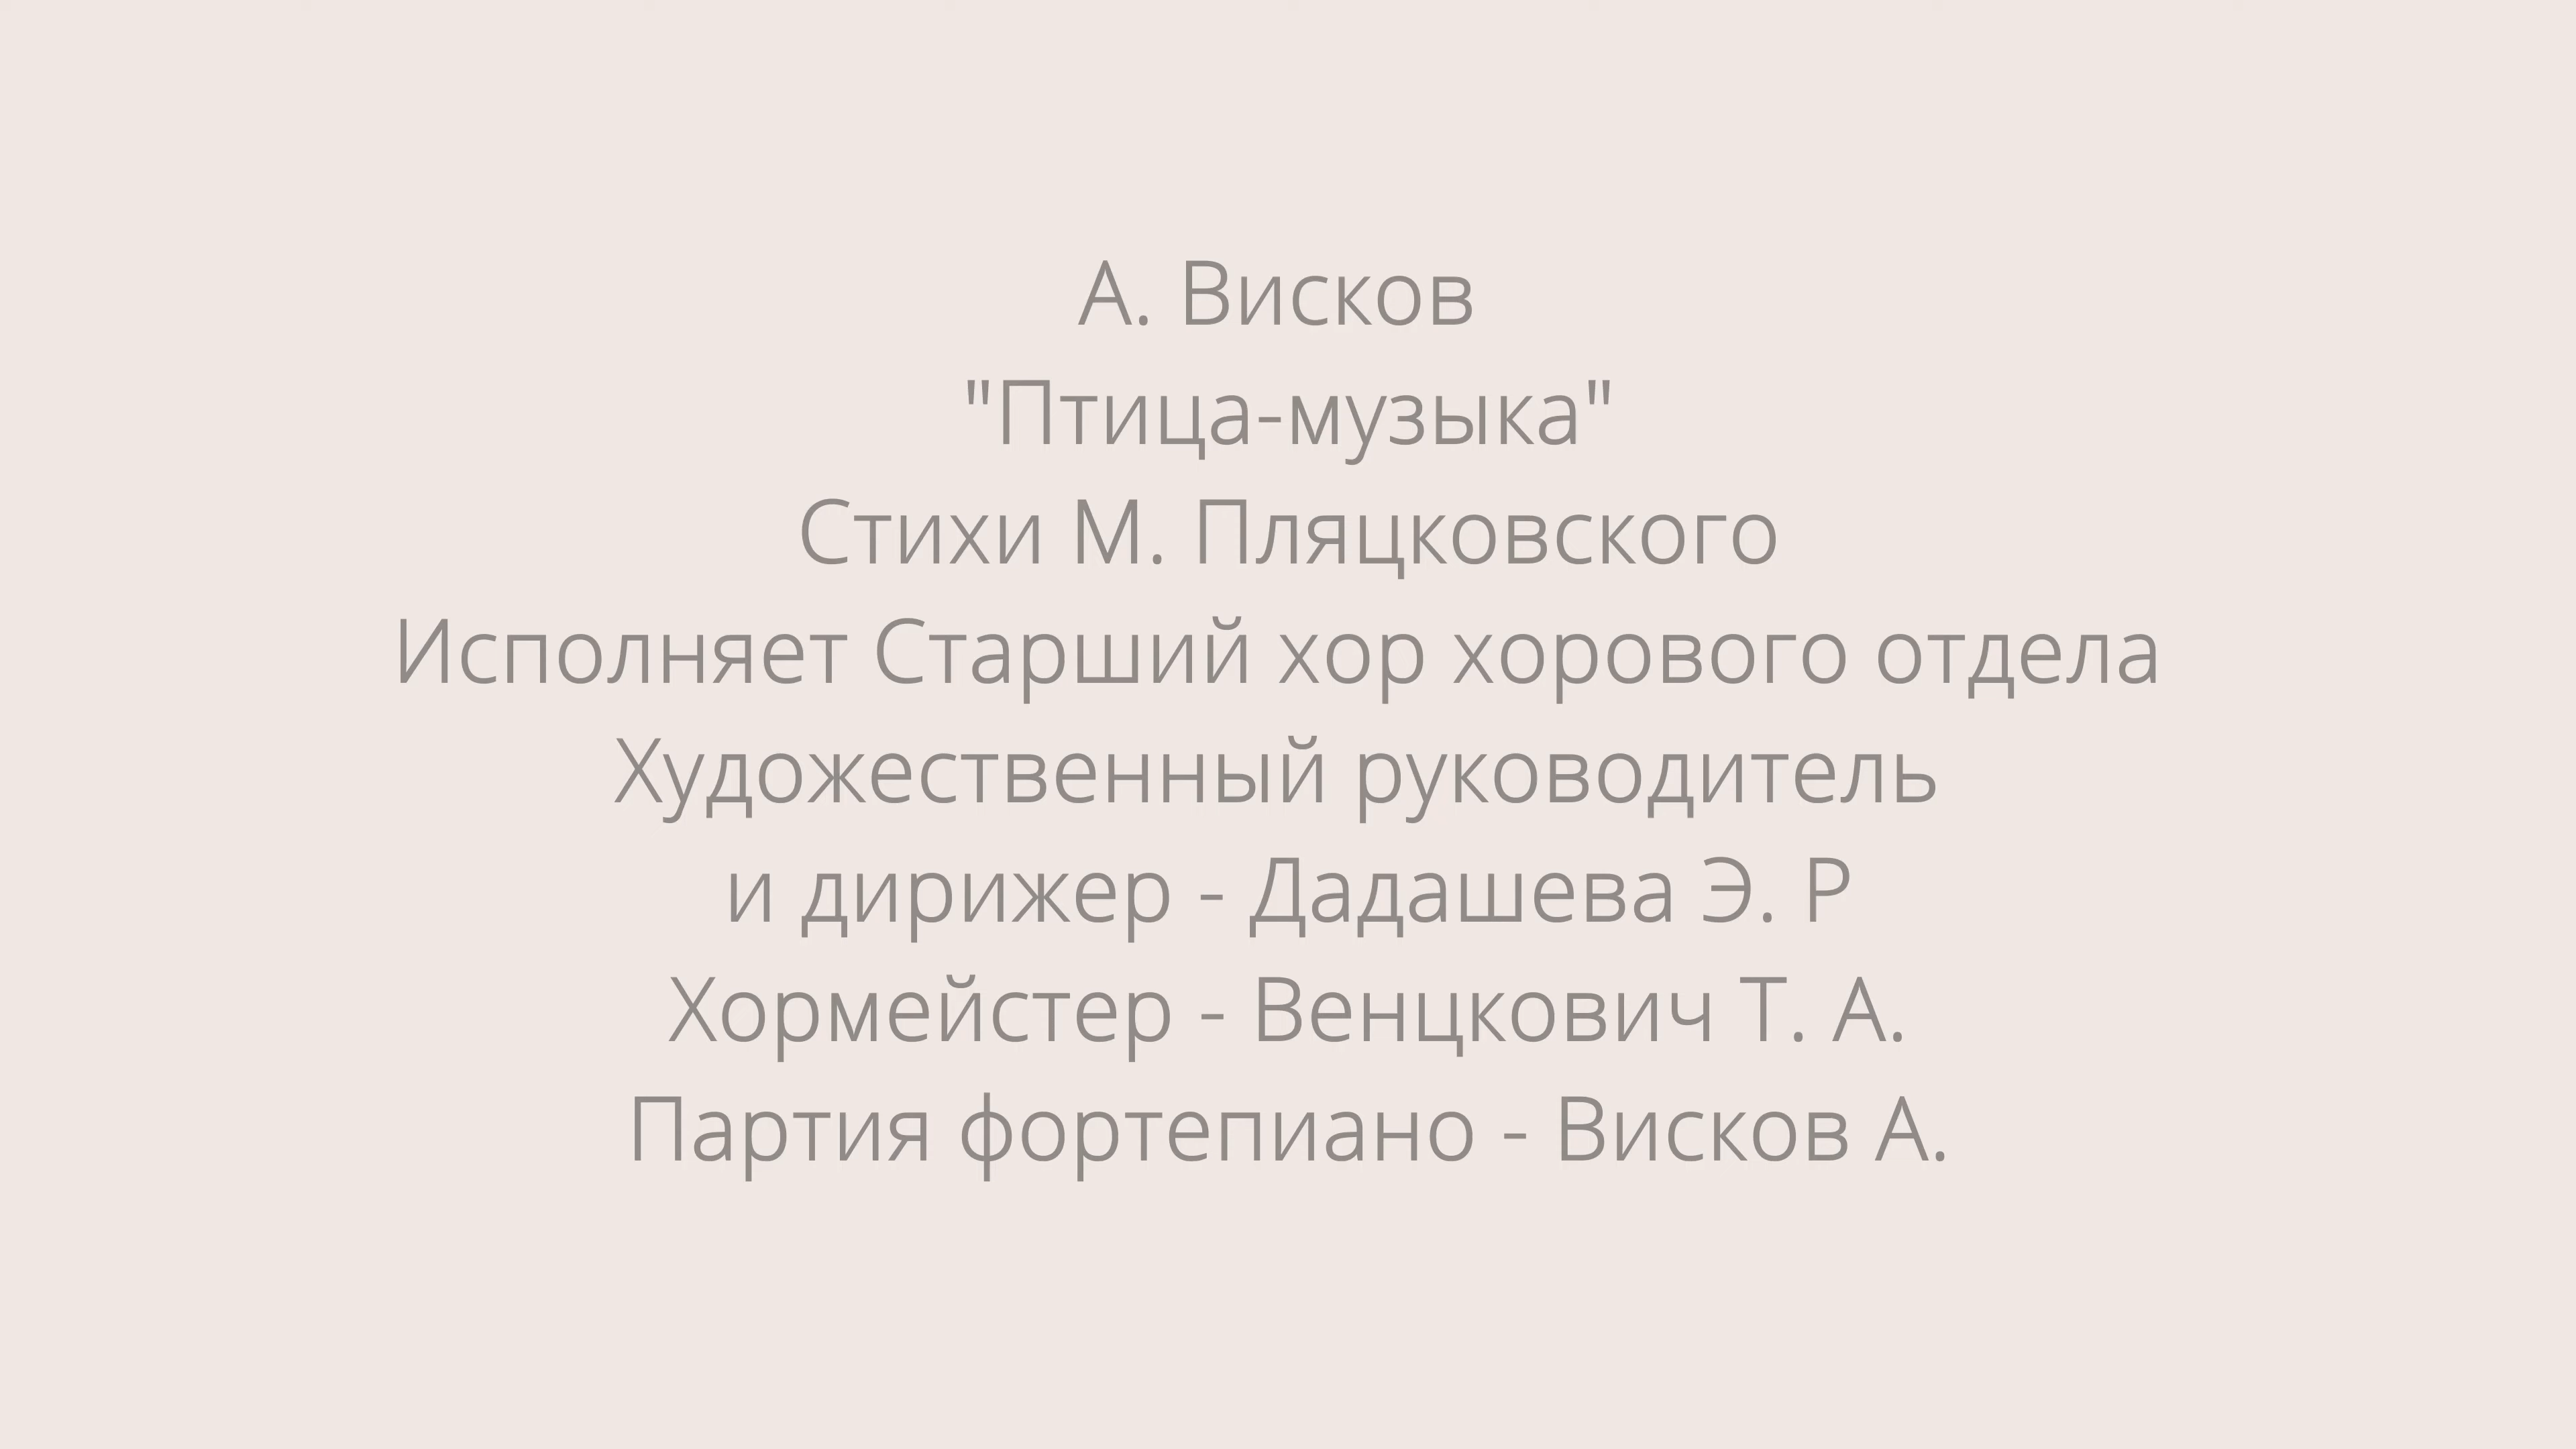 А. Висков
"Птица-музыка"
Стихи М. Пляцковского
Исполняет Старший хор хорового отдела
Художественный руководитель
и дирижер - Дадашева Э. Р
Хормейстер - Венцкович Т. А.
Партия фортепиано - Висков А.